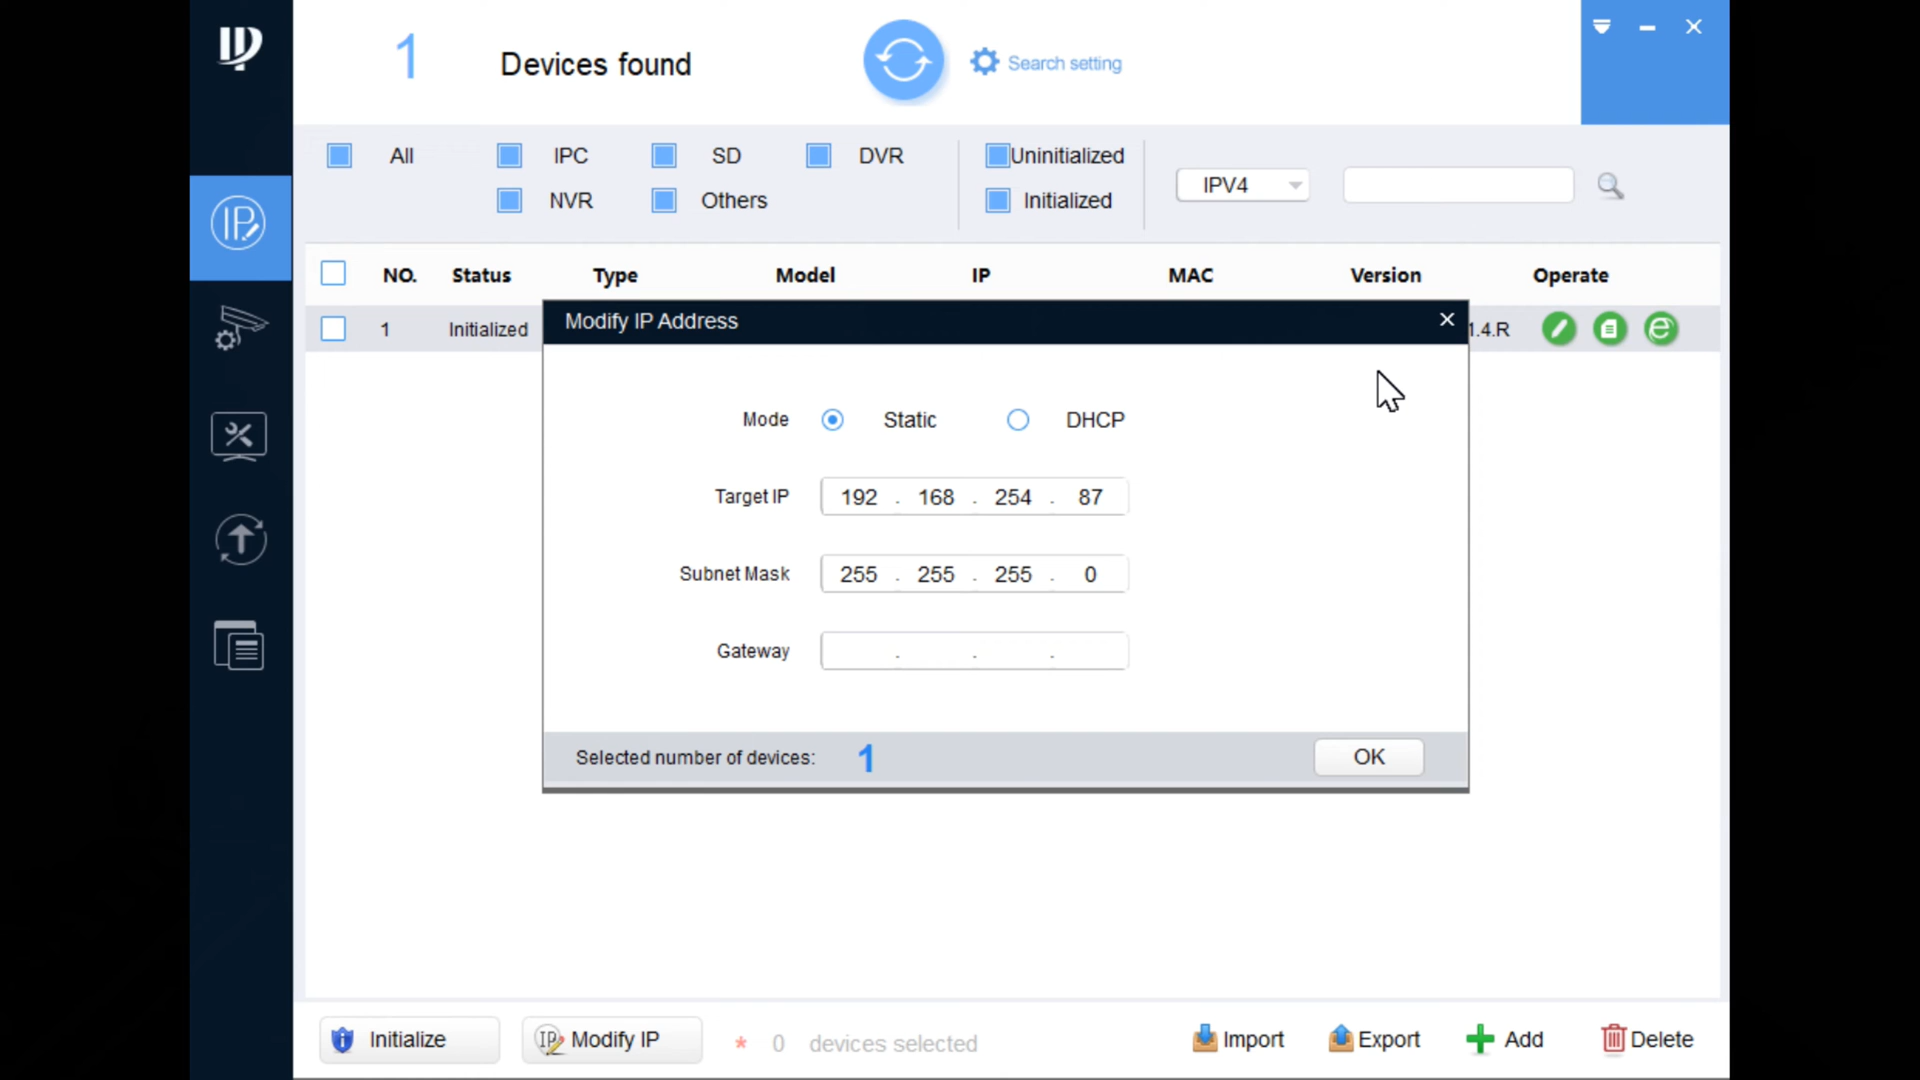 1 Devices found Search setting
All IPC SD DVR Uninitialized
NVR Others Initialized
IPV4
NO. Status Type Model IP MAC Version Operate
1 Initialized 1.4.R
Modify IP Address
Mode Static DHCP
Target IP 192 . 168 . 254 . 87
Subnet Mask 255 . 255 . 255 . 0
Gateway . . .
Selected number of devices: 1 OK
Initialize Modify IP * 0 devices selected Import Export Add Delete